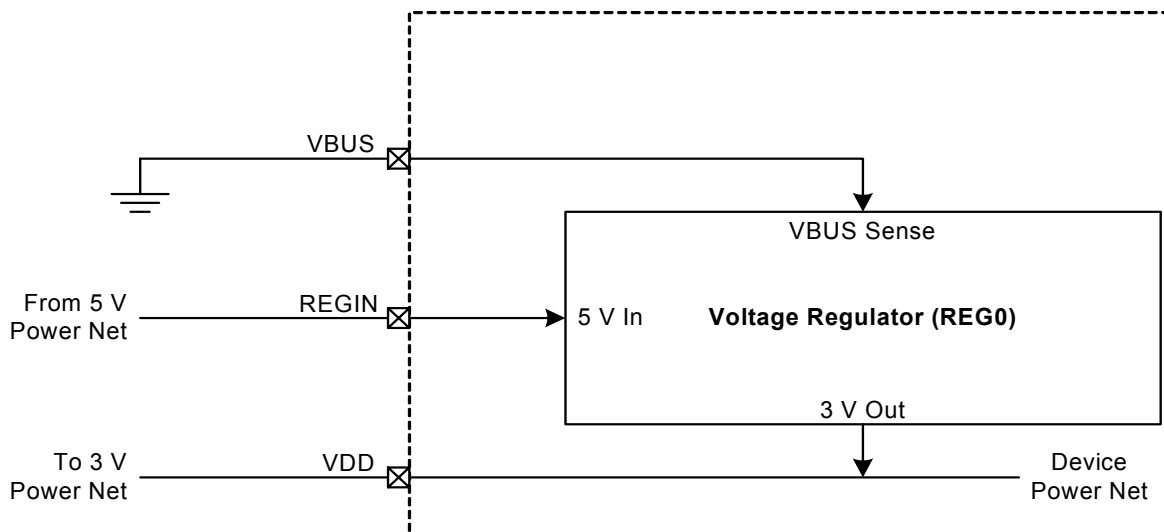 VBUS
VBUS Sense
From 5 V
Power Net
REGIN
5 V In
Voltage Regulator (REG0)
3 V Out
To 3 V
Power Net
VDD
Device
Power Net